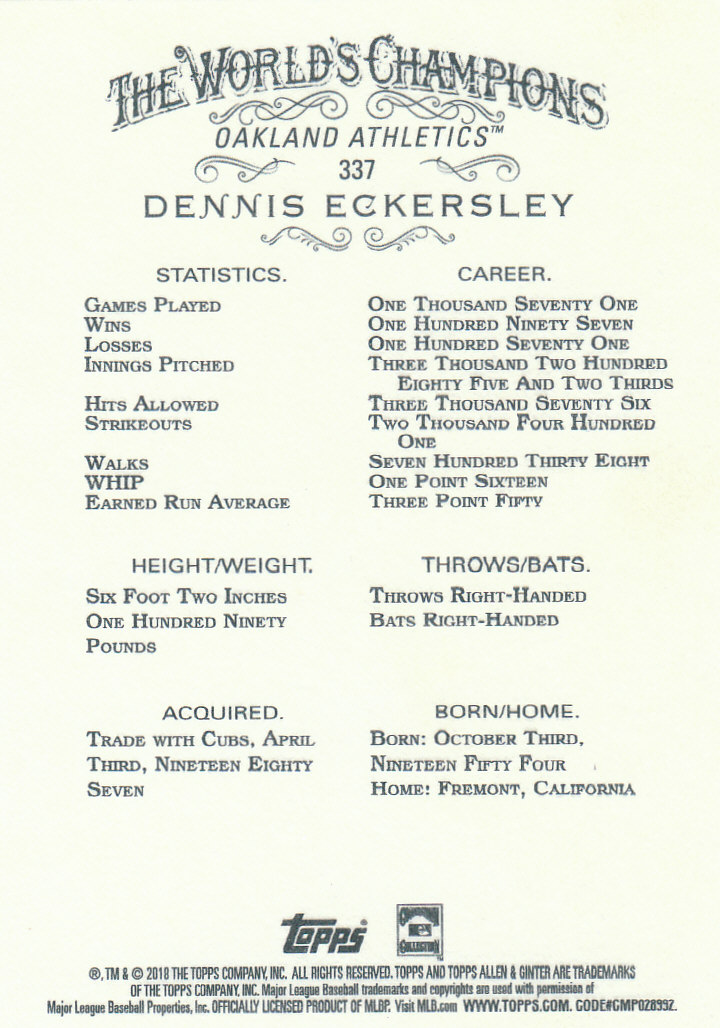 THE WORLD'S CHAMPIONS
OAKLAND ATHLETICS™
337
DENNIS ECKERSLEY
STATISTICS. CAREER.
GAMES PLAYED ONE THOUSAND SEVENTY ONE
WINS ONE HUNDRED NINETY SEVEN
LOSSES ONE HUNDRED SEVENTY ONE
INNINGS PITCHED THREE THOUSAND TWO HUNDRED
EIGHTY FIVE AND TWO THIRDS
HITS ALLOWED THREE THOUSAND SEVENTY SIX
STRIKEOUTS TWO THOUSAND FOUR HUNDRED
ONE
WALKS SEVEN HUNDRED THIRTY EIGHT
WHIP ONE POINT SIXTEEN
EARNED RUN AVERAGE THREE POINT FIFTY
HEIGHT/WEIGHT. THROWS/BATS.
SIX FOOT TWO INCHES THROWS RIGHT-HANDED
ONE HUNDRED NINETY BATS RIGHT-HANDED
POUNDS
ACQUIRED. BORN/HOME.
TRADE WITH CUBS, APRIL BORN: OCTOBER THIRD,
THIRD, NINETEEN EIGHTY NINETEEN FIFTY FOUR
SEVEN HOME: FREMONT, CALIFORNIA
TOPPS®
COOPERSTOWN
COLLECTION
®, TM & © 2018 THE TOPPS COMPANY, INC. ALL RIGHTS RESERVED. TOPPS AND TOPPS ALLEN & GINTER ARE TRADEMARKS
OF THE TOPPS COMPANY, INC. Major League Baseball trademarks and copyrights are used with permission of
Major League Baseball Properties, Inc. OFFICIALLY LICENSED PRODUCT OF MLBP. Visit MLB.com WWW.TOPPS.COM. CODE#CMP028992.